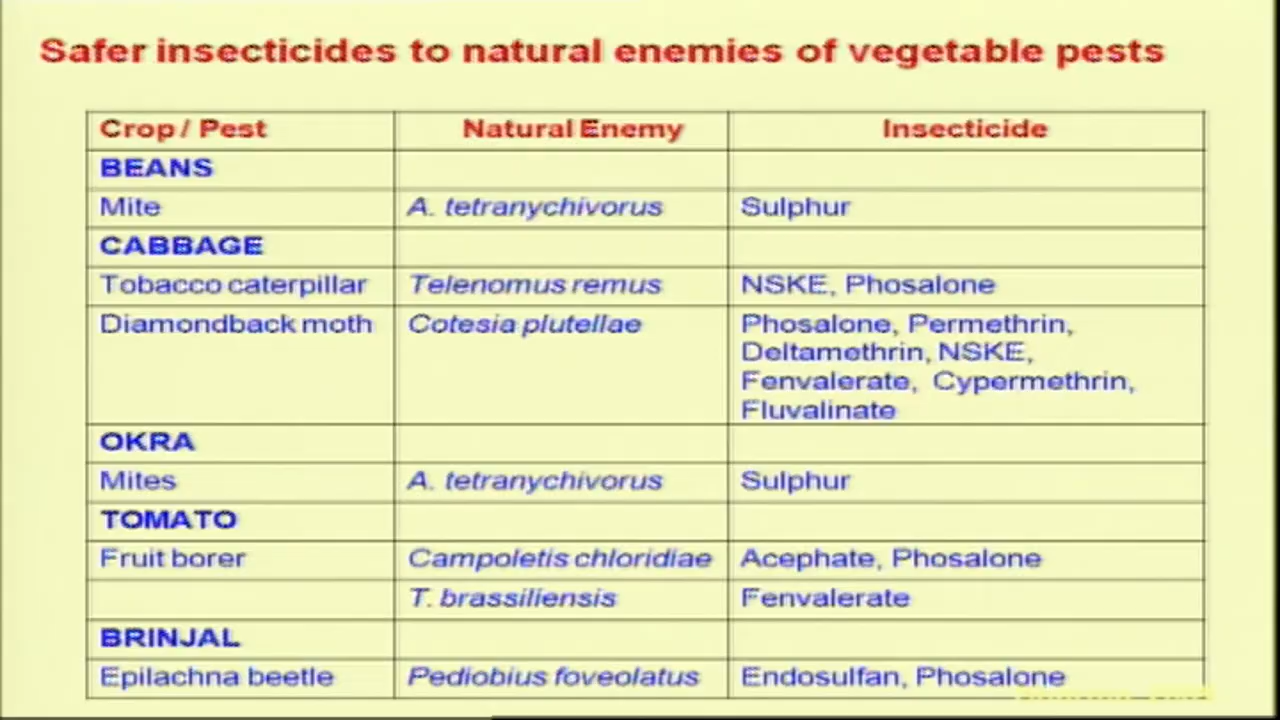 Safer insecticides to natural enemies of vegetable pests
Crop / Pest Natural Enemy Insecticide
BEANS
Mite A. tetranychivorus Sulphur
CABBAGE
Tobacco caterpillar Telenomus remus NSKE, Phosalone
Diamondback moth Cotesia plutellae Phosalone, Permethrin,
Deltamethrin, NSKE,
Fenvalerate, Cypermethrin,
Fluvalinate
OKRA
Mites A. tetranychivorus Sulphur
TOMATO
Fruit borer Campoletis chloridiae Acephate, Phosalone
T. brassiliensis Fenvalerate
BRINJAL
Epilachna beetle Pediobius foveolatus Endosulfan, Phosalone